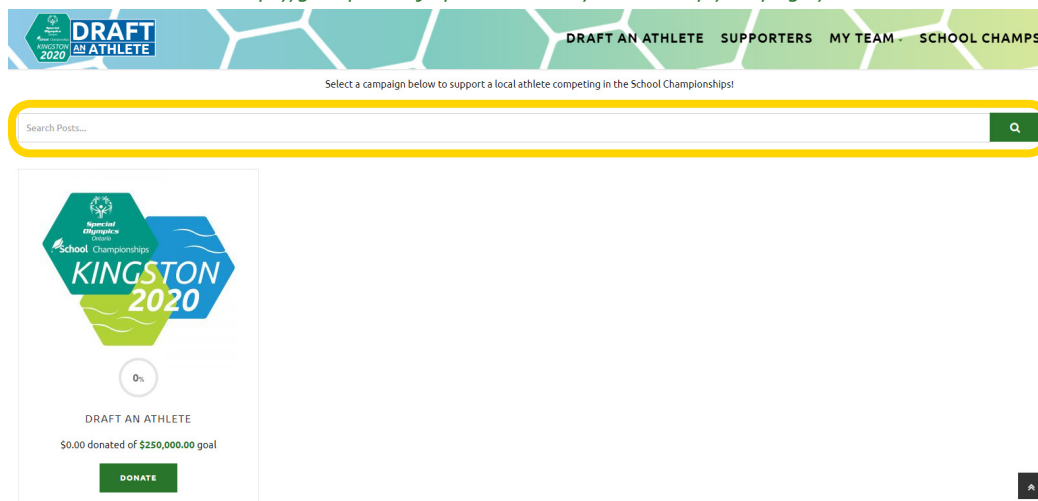 Special
Olympics
KINGSTON
2020
DRAFT
AN ATHLETE
DRAFT AN ATHLETE SUPPORTERS MY TEAM SCHOOL CHAMPS
Select a campaign below to support a local athlete competing in the School Championships!
Search Posts...
Special
Olympics
Ontario
School Championships
KINGSTON
2020
0%
DRAFT AN ATHLETE
$0.00 donated of $250,000.00 goal
DONATE